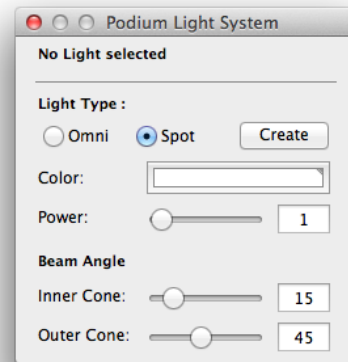 Podium Light System
No Light selected
Light Type :
Omni Spot Create
Color:
Power: 1
Beam Angle
Inner Cone: 15
Outer Cone: 45